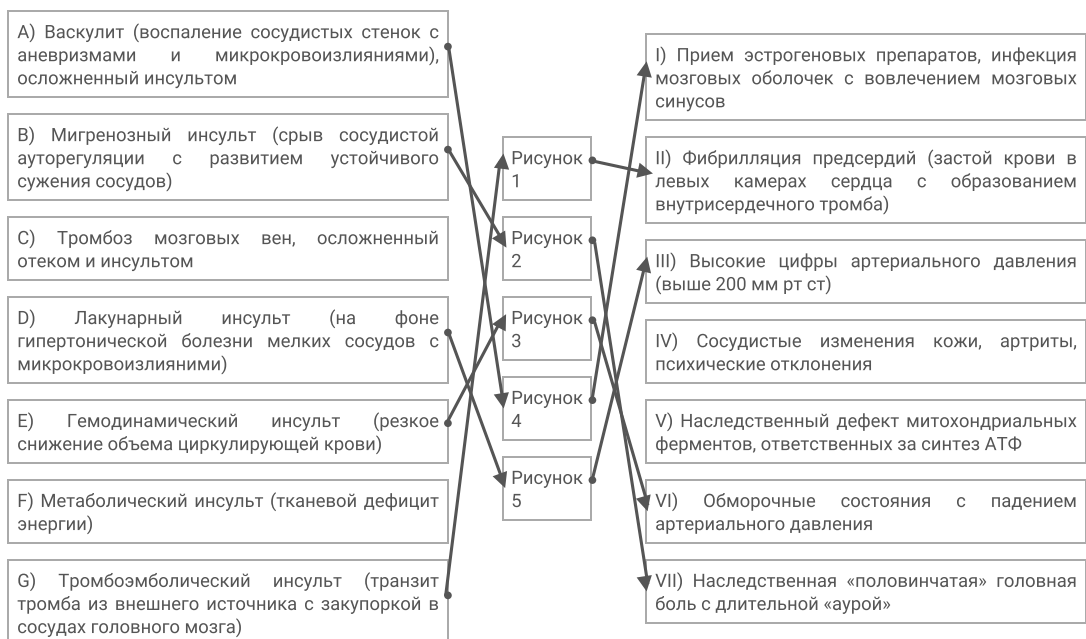 A) Васкулит (воспаление сосудистых стенок с
аневризмами и микрокровоизлияниями),
осложненный инсультом
B) Мигренозный инсульт (срыв сосудистой
ауторегуляции с развитием устойчивого
сужения сосудов)
C) Тромбоз мозговых вен, осложненный
отеком и инсультом
D) Лакунарный инсульт (на фоне
гипертонической болезни мелких сосудов с
микрокровоизлияними)
E) Гемодинамический инсульт (резкое
снижение объема циркулирующей крови)
F) Метаболический инсульт (тканевой дефицит
энергии)
G) Тромбоэмболический инсульт (транзит
тромба из внешнего источника с закупоркой в
сосудах головного мозга)
Рисунок
1
Рисунок
2
Рисунок
3
Рисунок
4
Рисунок
5
I) Прием эстрогеновых препаратов, инфекция
мозговых оболочек с вовлечением мозговых
синусов
II) Фибрилляция предсердий (застой крови в
левых камерах сердца с образованием
внутрисердечного тромба)
III) Высокие цифры артериального давления
(выше 200 мм рт ст)
IV) Сосудистые изменения кожи, артриты,
психические отклонения
V) Наследственный дефект митохондриальных
ферментов, ответственных за синтез АТФ
VI) Обморочные состояния с падением
артериального давления
VII) Наследственная «половинчатая» головная
боль с длительной «аурой»